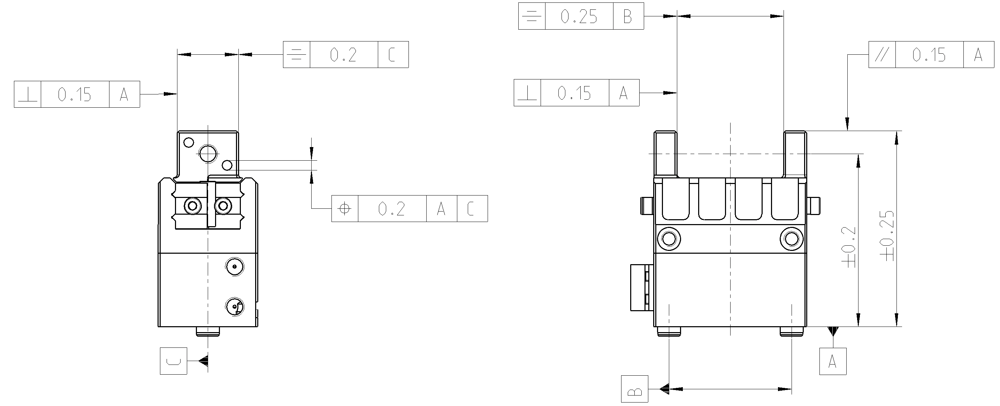 ⌯ 0.25 B
⌯ 0.2 C
// 0.15 A
⊥ 0.15 A
⊥ 0.15 A
⌖ 0.2 A C
±0.2
±0.25
C
A
B